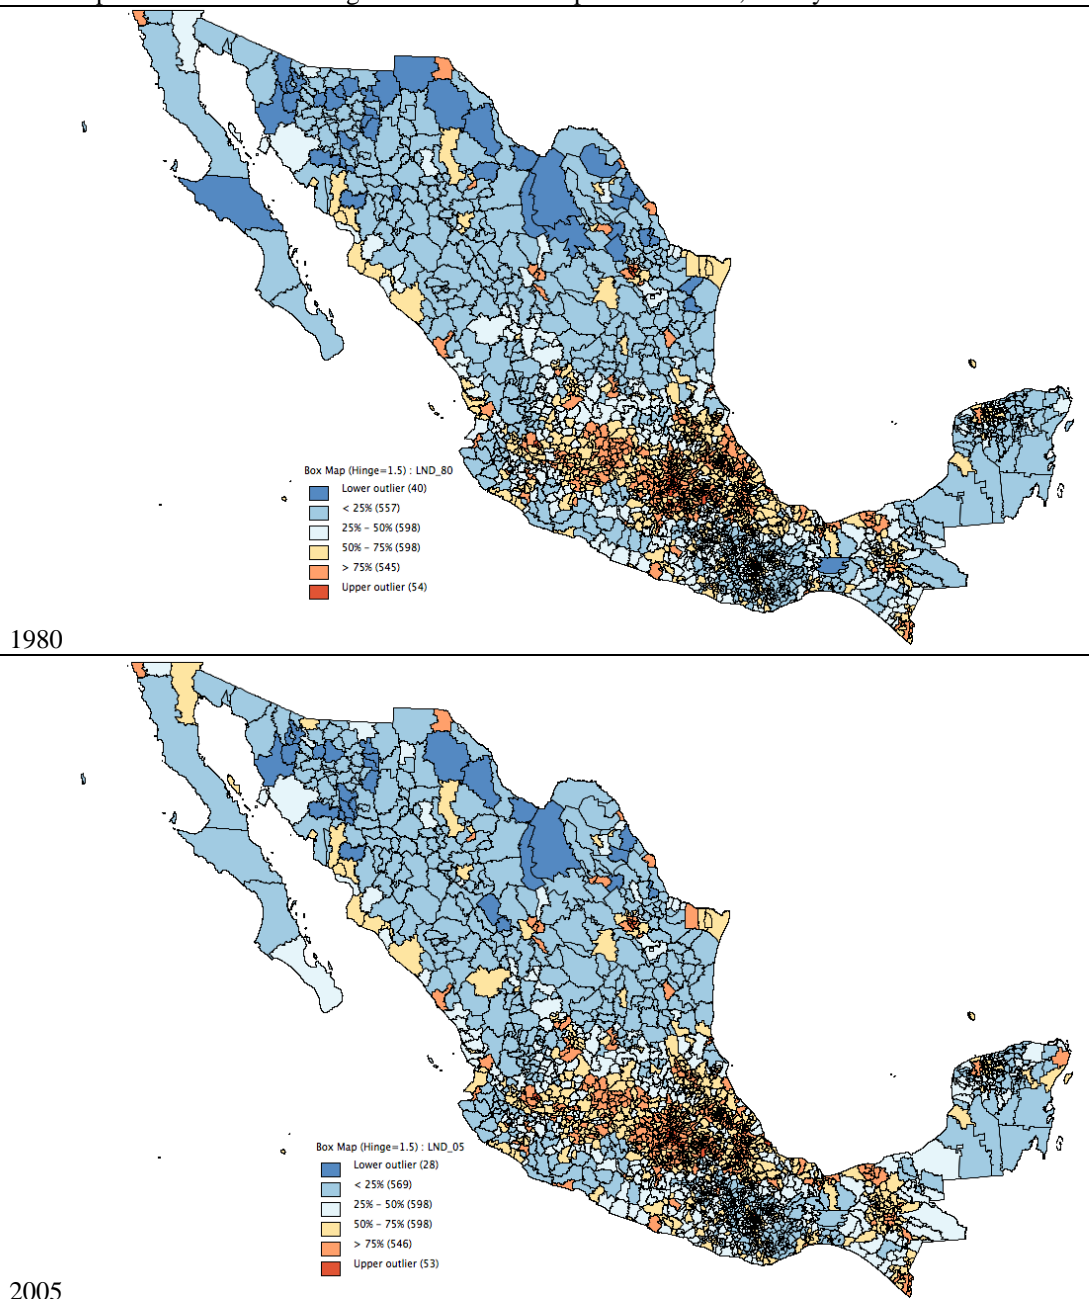 Box Map (Hinge=1.5) : LND_80
Lower outlier (40)
< 25% (557)
25% - 50% (598)
50% - 75% (598)
> 75% (545)
Upper outlier (54)
1980
Box Map (Hinge=1.5) : LND_05
Lower outlier (28)
< 25% (569)
25% - 50% (598)
50% - 75% (598)
> 75% (546)
Upper outlier (53)
2005